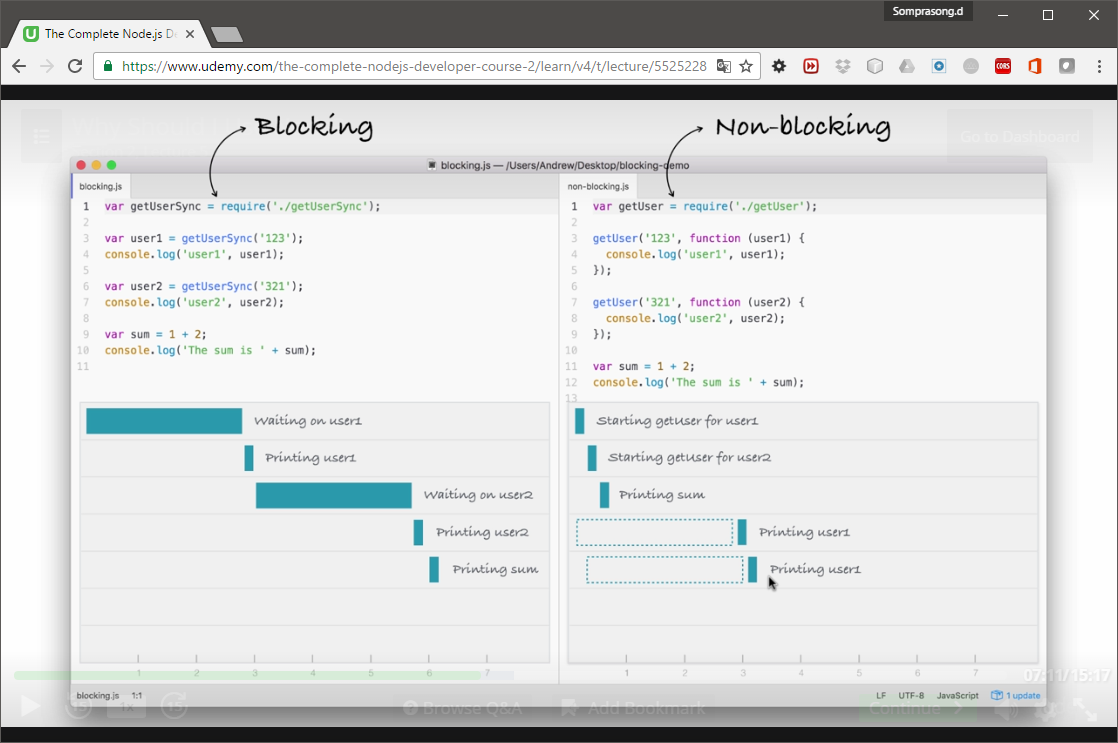 Somprasong.d
The Complete Node.js De
https://www.udemy.com/the-complete-nodejs-developer-course-2/learn/v4/t/lecture/5525228
CORS
Go to Dashboard
Blocking
Non-blocking
blocking.js — /Users/Andrew/Desktop/blocking-demo
blocking.js
1 var getUserSync = require('./getUserSync');
2
3 var user1 = getUserSync('123');
4 console.log('user1', user1);
5
6 var user2 = getUserSync('321');
7 console.log('user2', user2);
8
9 var sum = 1 + 2;
10 console.log('The sum is ' + sum);
11
Waiting on user1
Printing user1
Waiting on user2
Printing user2
Printing sum
1 2 3 4 5 6 7
non-blocking.js
1 var getUser = require('./getUser');
2
3 getUser('123', function (user1) {
4 console.log('user1', user1);
5 });
6
7 getUser('321', function (user2) {
8 console.log('user2', user2);
9 });
10
11 var sum = 1 + 2;
12 console.log('The sum is ' + sum);
13
Starting getUser for user1
Starting getUser for user2
Printing sum
Printing user1
Printing user1
1 2 3 4 5 6 7
07:11/15:17
blocking.js 1:1
LF UTF-8 JavaScript 1 update
15 1x 15 Browse Q&A Add Bookmark Continue